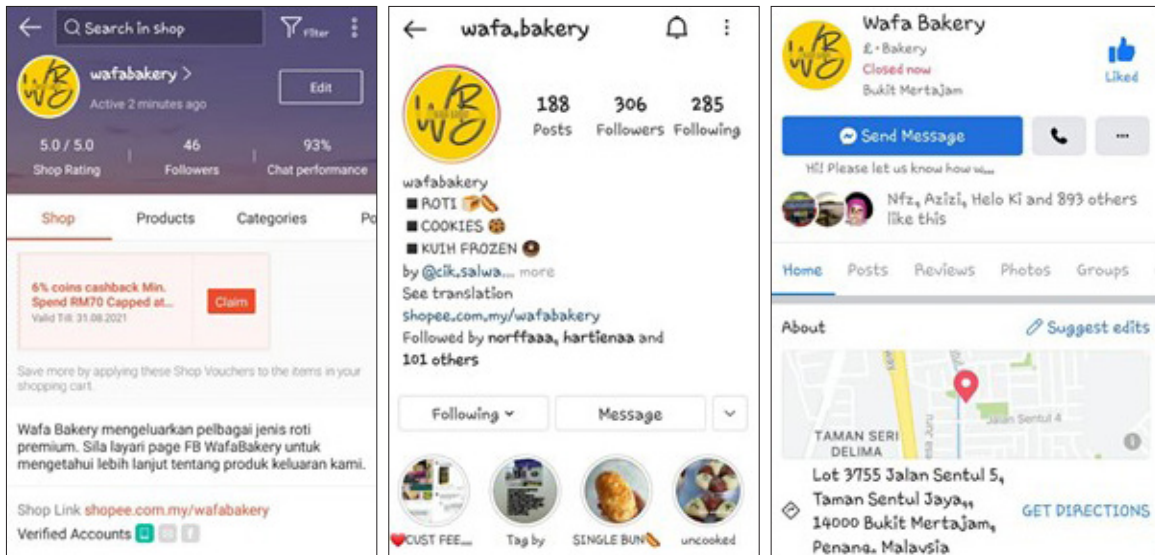 Search in shop
Filter
wafabakery >
Active 2 minutes ago
Edit
5.0 / 5.0
46
93%
Shop Rating
Followers
Chat performance
Shop
Products
Categories
Po
6% coins cashback Min.
Spend RM70 Capped at...
Valid Till: 31.08.2021
Claim
Save more by applying these Shop Vouchers to the items in your
shopping cart
Wafa Bakery mengeluarkan pelbagai jenis roti
premium. Sila layari page FB WafaBakery untuk
mengetahui lebih lanjut tentang produk keluaran kami.
Shop Link shopee.com.my/wafabakery
Verified Accounts
wafa.bakery
188
306
285
Posts
Followers
Following
wafabakery
◼ ROTI 🍞🌭
◼ COOKIES 🍪
◼ KUIH FROZEN 🍩
by @cik.salwa... more
See translation
shopee.com.my/wafabakery
Followed by norffaaa, hartienaa and
101 others
Following
Message
❤CUST FEE...
Tag by
SINGLE BUN🌭
uncooked
Wafa Bakery
£ · Bakery
Closed now
Bukit Mertajam
Liked
Send Message
Hi! Please let us know how w...
Nfz, Azizi, Helo Ki and 893 others
like this
Home
Posts
Reviews
Photos
Groups
About
Suggest edits
Jalan Sentul 4
TAMAN SERI
DELIMA
Lot 3755 Jalan Sentul 5,
Taman Sentul Jaya,,
14000 Bukit Mertajam,
Penang, Malaysia
GET DIRECTIONS